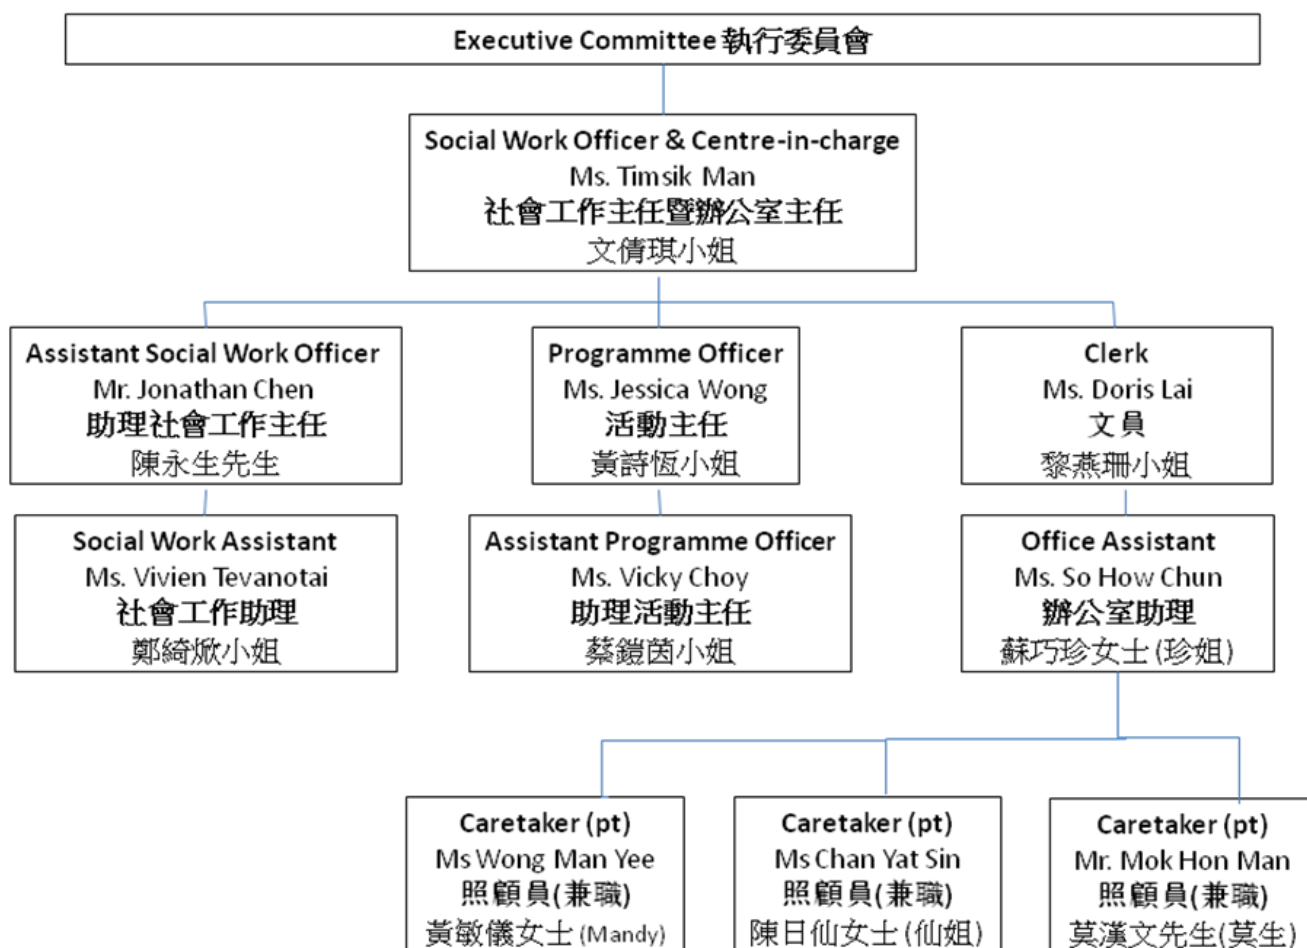 Executive Committee 執行委員會
Social Work Officer & Centre-in-charge
Ms. Timsik Man
社會工作主任暨辦公室主任
文倩琪小姐
Assistant Social Work Officer
Mr. Jonathan Chen
助理社會工作主任
陳永生先生
Programme Officer
Ms. Jessica Wong
活動主任
黃詩恆小姐
Clerk
Ms. Doris Lai
文員
黎燕珊小姐
Social Work Assistant
Ms. Vivien Tevanotai
社會工作助理
鄭綺焮小姐
Assistant Programme Officer
Ms. Vicky Choy
助理活動主任
蔡鎧茵小姐
Office Assistant
Ms. So How Chun
辦公室助理
蘇巧珍女士(珍姐)
Caretaker (pt)
Ms Wong Man Yee
照顧員(兼職)
黃敏儀女士 (Mandy)
Caretaker (pt)
Ms Chan Yat Sin
照顧員(兼職)
陳日仙女士(仙姐)
Caretaker (pt)
Mr. Mok Hon Man
照顧員(兼職)
莫漢文先生(莫生)